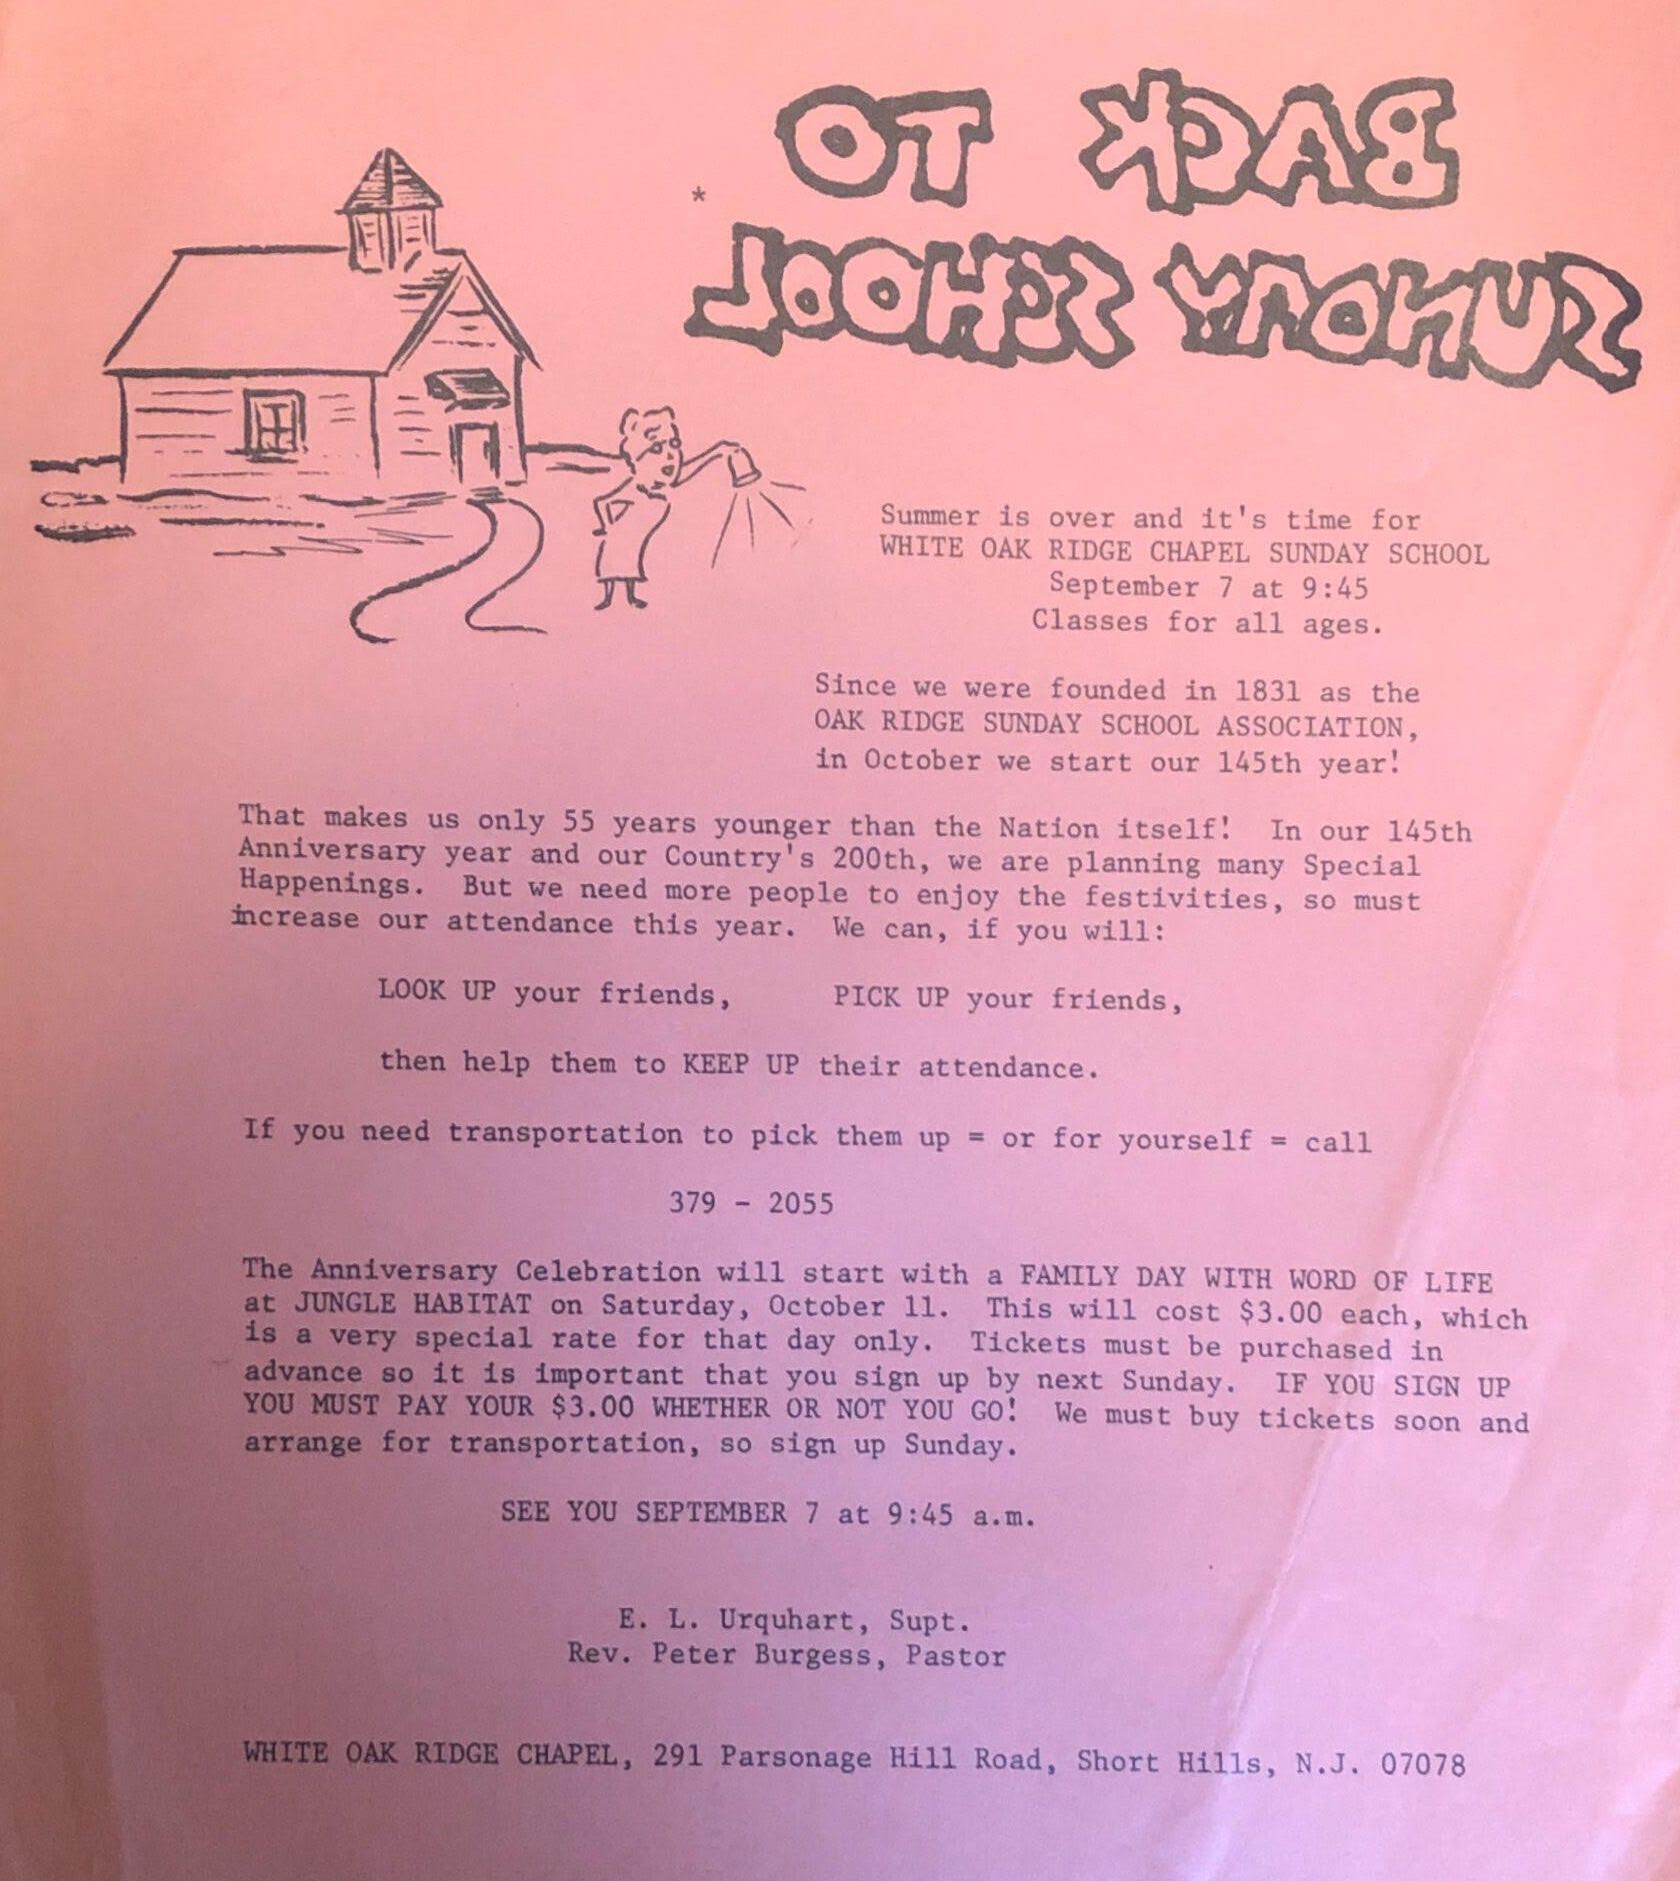 BACK TO
*
SUNDAY SCHOOL
Summer is over and it's time for
WHITE OAK RIDGE CHAPEL SUNDAY SCHOOL
September 7 at 9:45
Classes for all ages.
Since we were founded in 1831 as the
OAK RIDGE SUNDAY SCHOOL ASSOCIATION,
in October we start our 145th year!
That makes us only 55 years younger than the Nation itself! In our 145th
Anniversary year and our Country's 200th, we are planning many Special
Happenings. But we need more people to enjoy the festivities, so must
increase our attendance this year. We can, if you will:
LOOK UP your friends, PICK UP your friends,
then help them to KEEP UP their attendance.
If you need transportation to pick them up = or for yourself = call
379 - 2055
The Anniversary Celebration will start with a FAMILY DAY WITH WORD OF LIFE
at JUNGLE HABITAT on Saturday, October 11. This will cost $3.00 each, which
is a very special rate for that day only. Tickets must be purchased in
advance so it is important that you sign up by next Sunday. IF YOU SIGN UP
YOU MUST PAY YOUR $3.00 WHETHER OR NOT YOU GO! We must buy tickets soon and
arrange for transportation, so sign up Sunday.
SEE YOU SEPTEMBER 7 at 9:45 a.m.
E. L. Urquhart, Supt.
Rev. Peter Burgess, Pastor
WHITE OAK RIDGE CHAPEL, 291 Parsonage Hill Road, Short Hills, N.J. 07078